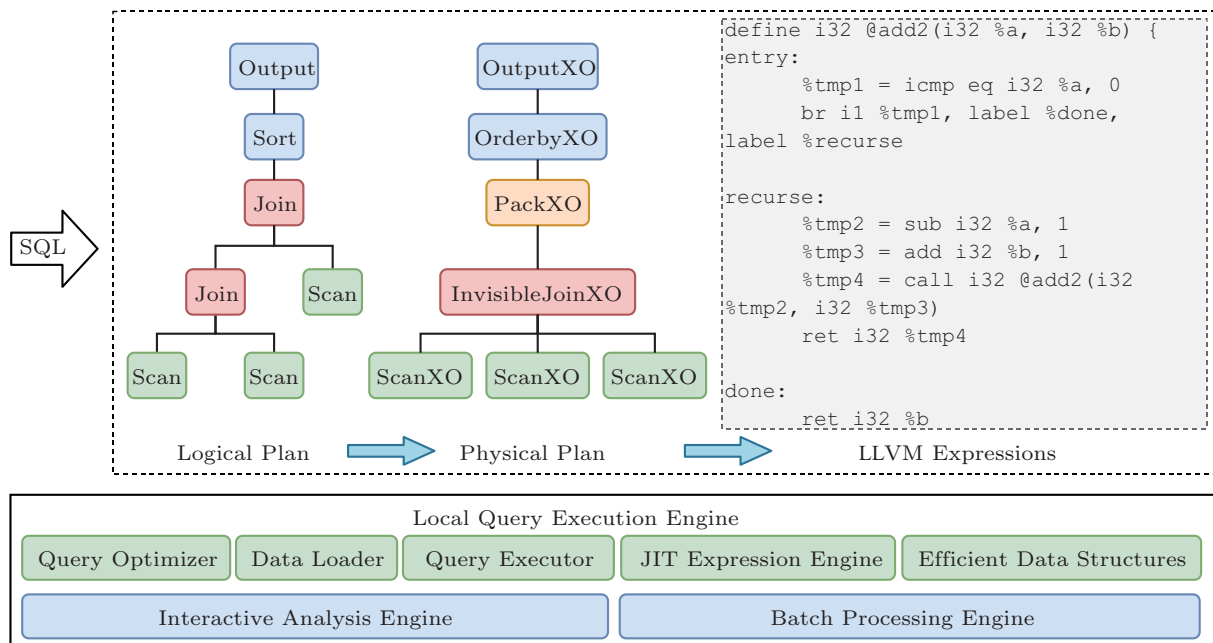 SQL
Output
Sort
Join
Join
Scan
Scan
Scan
Logical Plan
OutputXO
OrderbyXO
PackXO
InvisibleJoinXO
ScanXO
ScanXO
ScanXO
Physical Plan
define i32 @add2(i32 %a, i32 %b) {
entry:
%tmp1 = icmp eq i32 %a, 0
br i1 %tmp1, label %done,
label %recurse
recurse:
%tmp2 = sub i32 %a, 1
%tmp3 = add i32 %b, 1
%tmp4 = call i32 @add2(i32
%tmp2, i32 %tmp3)
ret i32 %tmp4
done:
ret i32 %b
LLVM Expressions
Local Query Execution Engine
Query Optimizer
Data Loader
Query Executor
JIT Expression Engine
Efficient Data Structures
Interactive Analysis Engine
Batch Processing Engine